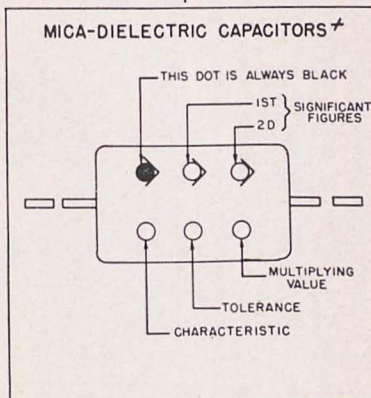 MICA-DIELECTRIC CAPACITORS+
THIS DOT IS ALWAYS BLACK
1ST
SIGNIFICANT
FIGURES
2D
MULTIPLYING
VALUE
TOLERANCE
CHARACTERISTIC